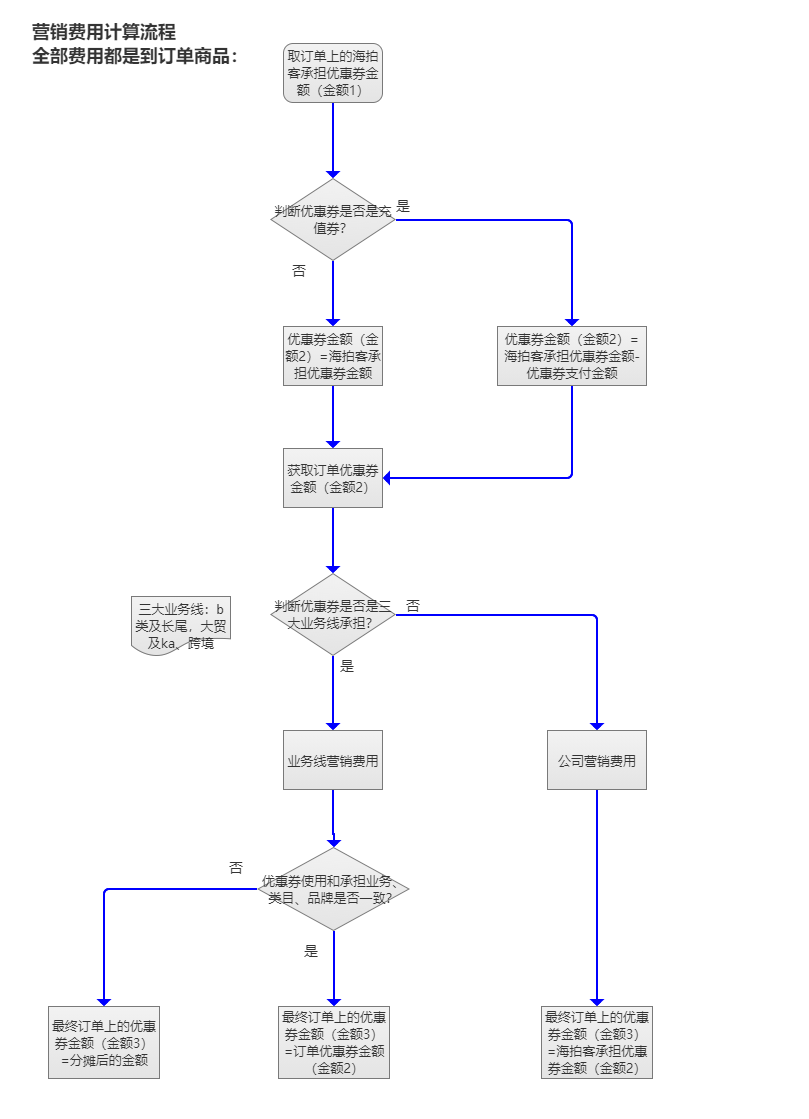 营销费用计算流程
全部费用都是到订单商品：
取订单上的海拍
客承担优惠券金
额（金额1）
判断优惠券是否是充
值券？
是
否
优惠券金额（金
额2）=海拍客承
担优惠券金额
优惠券金额（金额2）=
海拍客承担优惠券金额-
优惠券支付金额
获取订单优惠券
金额（金额2）
三大业务线：b
类及长尾，大贸
及ka、跨境
判断优惠券是否是三
大业务线承担？
否
是
业务线营销费用
公司营销费用
否
优惠券使用和承担业务、
类目、品牌是否一致？
是
最终订单上的优惠
券金额（金额3）
=分摊后的金额
最终订单上的优惠
券金额（金额3）
=订单优惠券金额
（金额2）
最终订单上的优惠
券金额（金额3）
=海拍客承担优惠
券金额（金额2）